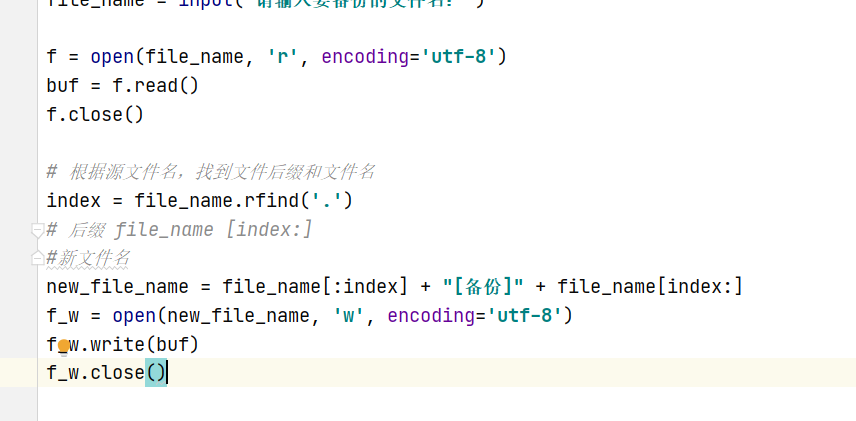 file_name = input("请输入要备份的文件名: ")
f = open(file_name, 'r', encoding='utf-8')
buf = f.read()
f.close()
# 根据源文件名，找到文件后缀和文件名
index = file_name.rfind('.')
# 后缀 file_name [index:]
#新文件名
new_file_name = file_name[:index] + "[备份]" + file_name[index:]
f_w = open(new_file_name, 'w', encoding='utf-8')
f_w.write(buf)
f_w.close()